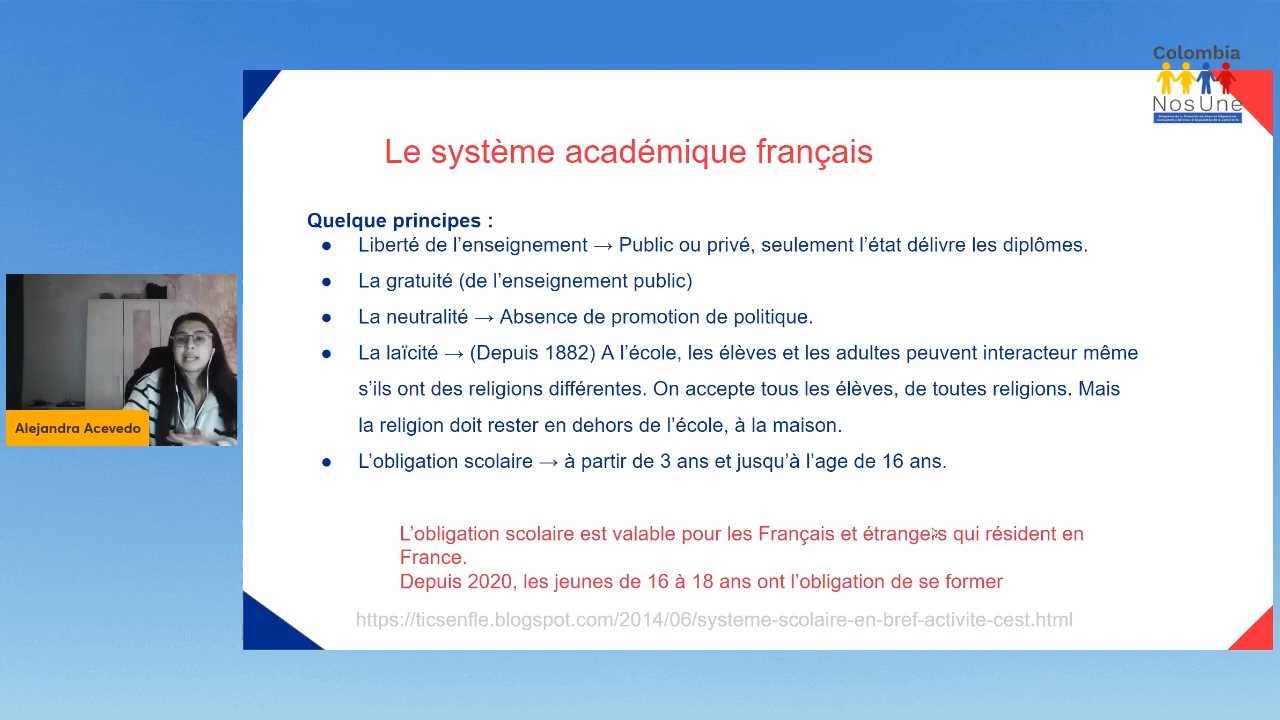 Colombia
NosUne
Le système académique français
Quelque principes :
● Liberté de l’enseignement → Public ou privé, seulement l’état délivre les diplômes.
● La gratuité (de l’enseignement public)
● La neutralité → Absence de promotion de politique.
● La laïcité → (Depuis 1882) A l’école, les élèves et les adultes peuvent interacteur même
s’ils ont des religions différentes. On accepte tous les élèves, de toutes religions. Mais
la religion doit rester en dehors de l’école, à la maison.
● L’obligation scolaire → à partir de 3 ans et jusqu’à l’age de 16 ans.
Alejandra Acevedo
L’obligation scolaire est valable pour les Français et étrangers qui résident en
France.
Depuis 2020, les jeunes de 16 à 18 ans ont l’obligation de se former
https://ticsenfle.blogspot.com/2014/06/systeme-scolaire-en-bref-activite-cest.html